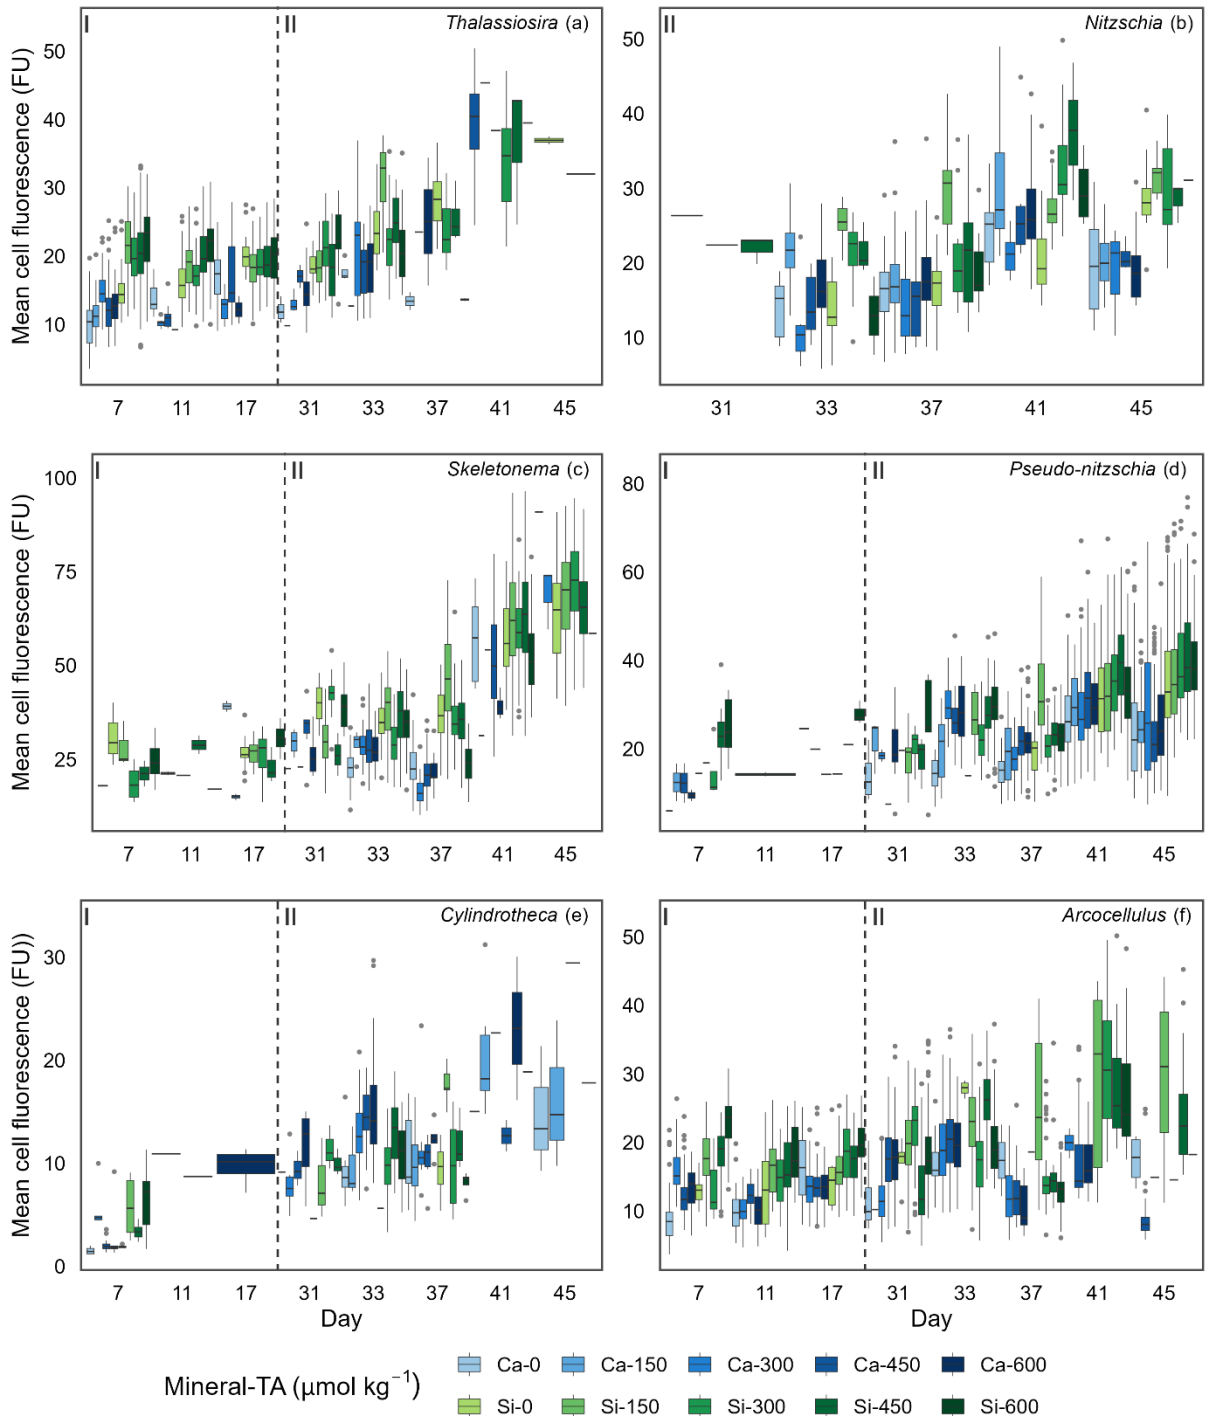 I II Thalassiosira (a)
Mean cell fluorescence (FU)
50
40
30
20
10
7 11 17 31 33 37 41 45
II Nitzschia (b)
50
40
30
20
10
31 33 37 41 45
I II Skeletonema (c)
Mean cell fluorescence (FU)
100
75
50
25
7 11 17 31 33 37 41 45
I II Pseudo-nitzschia (d)
80
60
40
20
7 11 17 31 33 37 41 45
I II Cylindrotheca (e)
Mean cell fluorescence (FU))
30
20
10
0
7 11 17 31 33 37 41 45
Day
I II Arcocellulus (f)
50
40
30
20
10
7 11 17 31 33 37 41 45
Day
Mineral-TA (μmol kg⁻¹)
Ca-0 Ca-150 Ca-300 Ca-450 Ca-600
Si-0 Si-150 Si-300 Si-450 Si-600